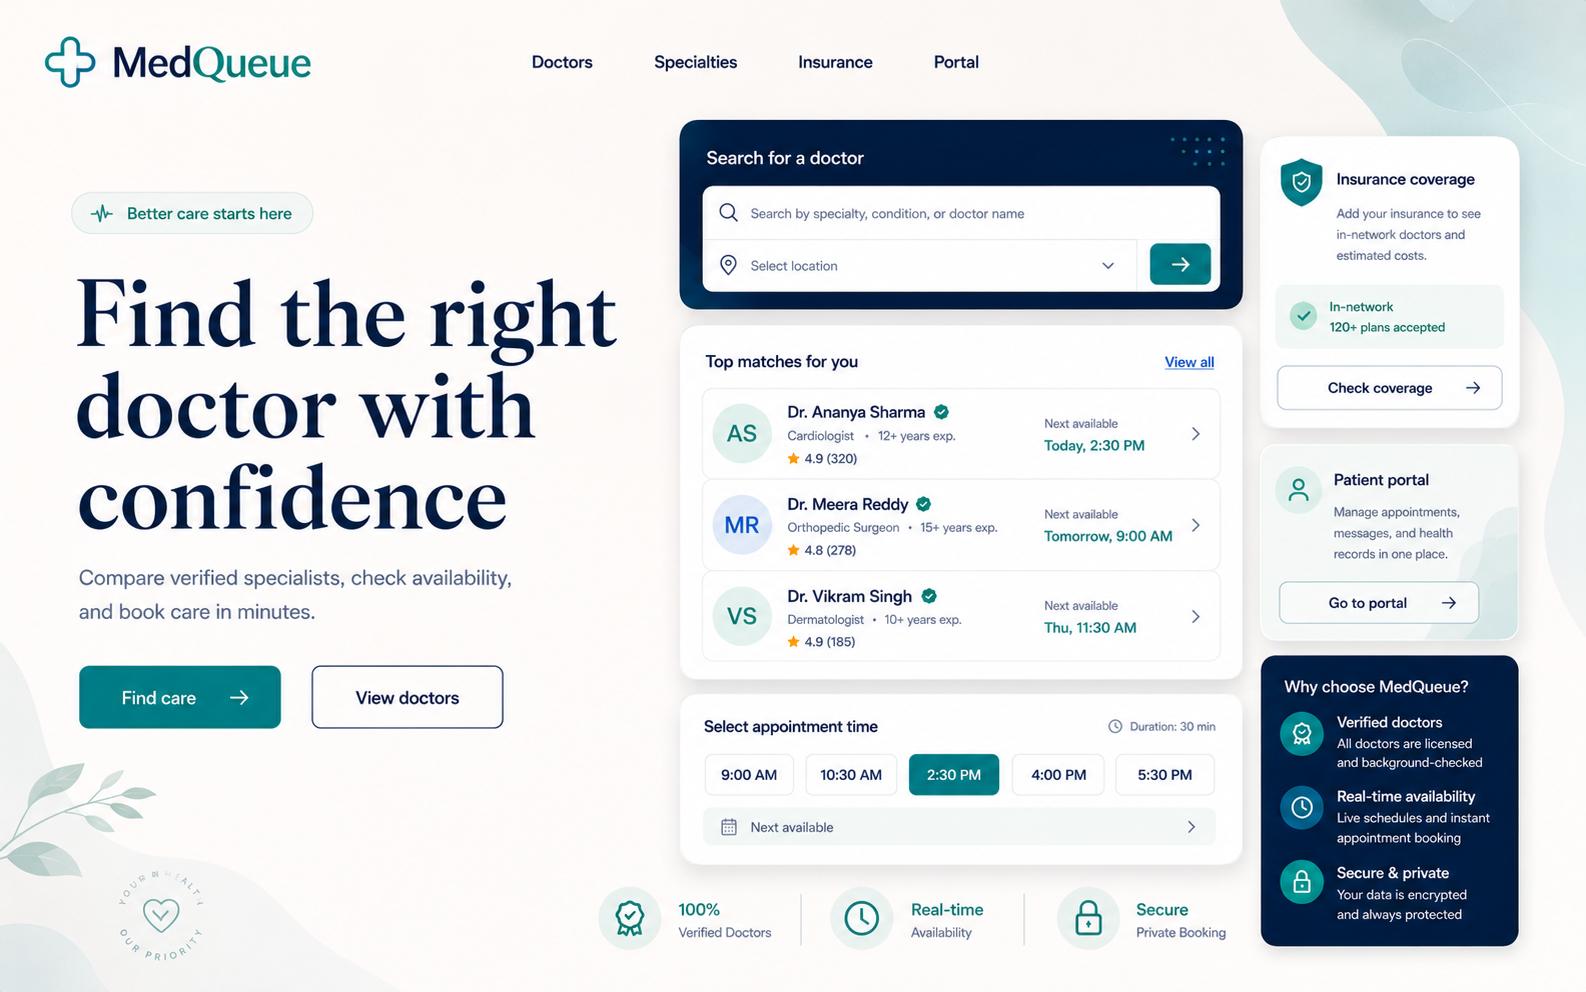 MedQueue
Doctors
Specialties
Insurance
Portal
Better care starts here
Find the right
doctor with
confidence
Compare verified specialists, check availability,
and book care in minutes.
Find care
View doctors
OUR PRIORITY
Search for a doctor
Search by specialty, condition, or doctor name
Select location
Top matches for you
View all
AS
Dr. Ananya Sharma
Cardiologist • 12+ years exp.
4.9 (320)
Next available
Today, 2:30 PM
MR
Dr. Meera Reddy
Orthopedic Surgeon • 15+ years exp.
4.8 (278)
Next available
Tomorrow, 9:00 AM
VS
Dr. Vikram Singh
Dermatologist • 10+ years exp.
4.9 (185)
Next available
Thu, 11:30 AM
Select appointment time
Duration: 30 min
9:00 AM
10:30 AM
2:30 PM
4:00 PM
5:30 PM
Next available
100%
Verified Doctors
Real-time
Availability
Secure
Private Booking
Insurance coverage
Add your insurance to see
in-network doctors and
estimated costs.
In-network
120+ plans accepted
Check coverage
Patient portal
Manage appointments,
messages, and health
records in one place.
Go to portal
Why choose MedQueue?
Verified doctors
All doctors are licensed
and background-checked
Real-time availability
Live schedules and instant
appointment booking
Secure & private
Your data is encrypted
and always protected